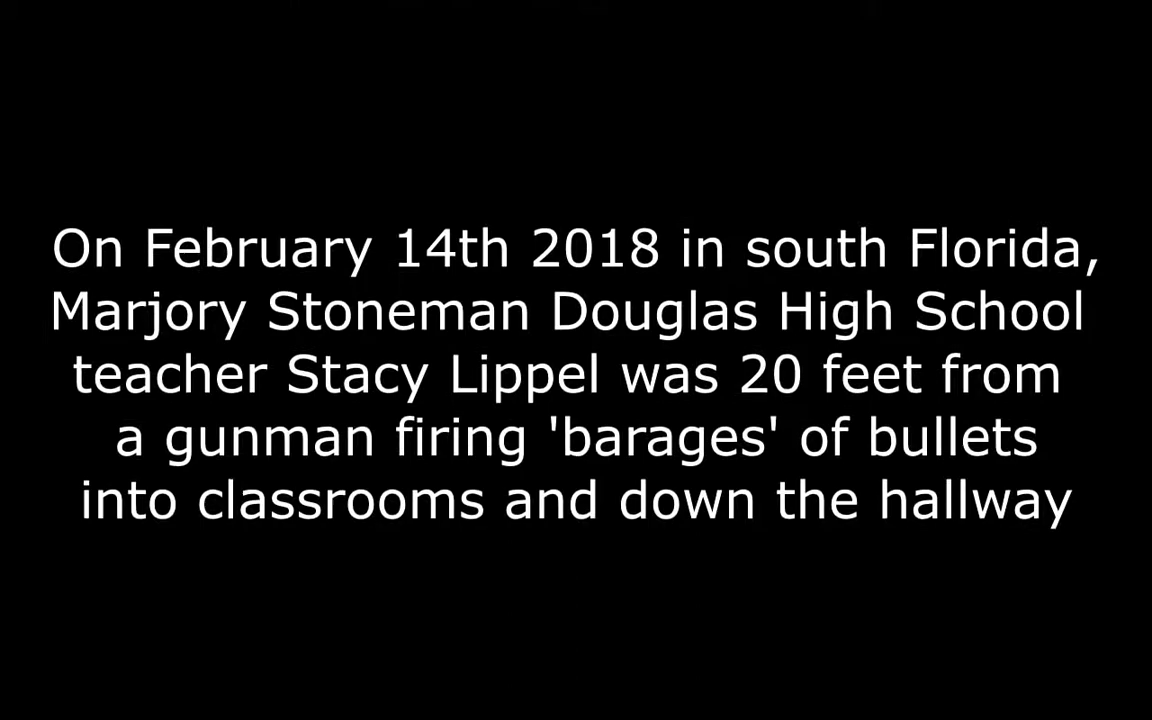 On February 14th 2018 in south Florida,
Marjory Stoneman Douglas High School
teacher Stacy Lippel was 20 feet from
a gunman firing 'barages' of bullets
into classrooms and down the hallway